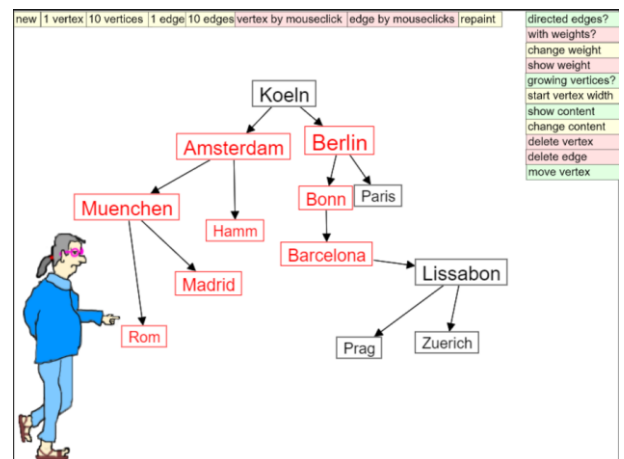 new 1 vertex 10 vertices 1 edge 10 edges vertex by mouseclick edge by mouseclicks repaint
directed edges?
with weights?
change weight
show weight
growing vertices?
start vertex width
show content
change content
delete vertex
delete edge
move vertex
Koeln
Amsterdam Berlin
Muenchen Bonn Paris
Hamm
Barcelona
Madrid Lissabon
Rom Prag Zuerich